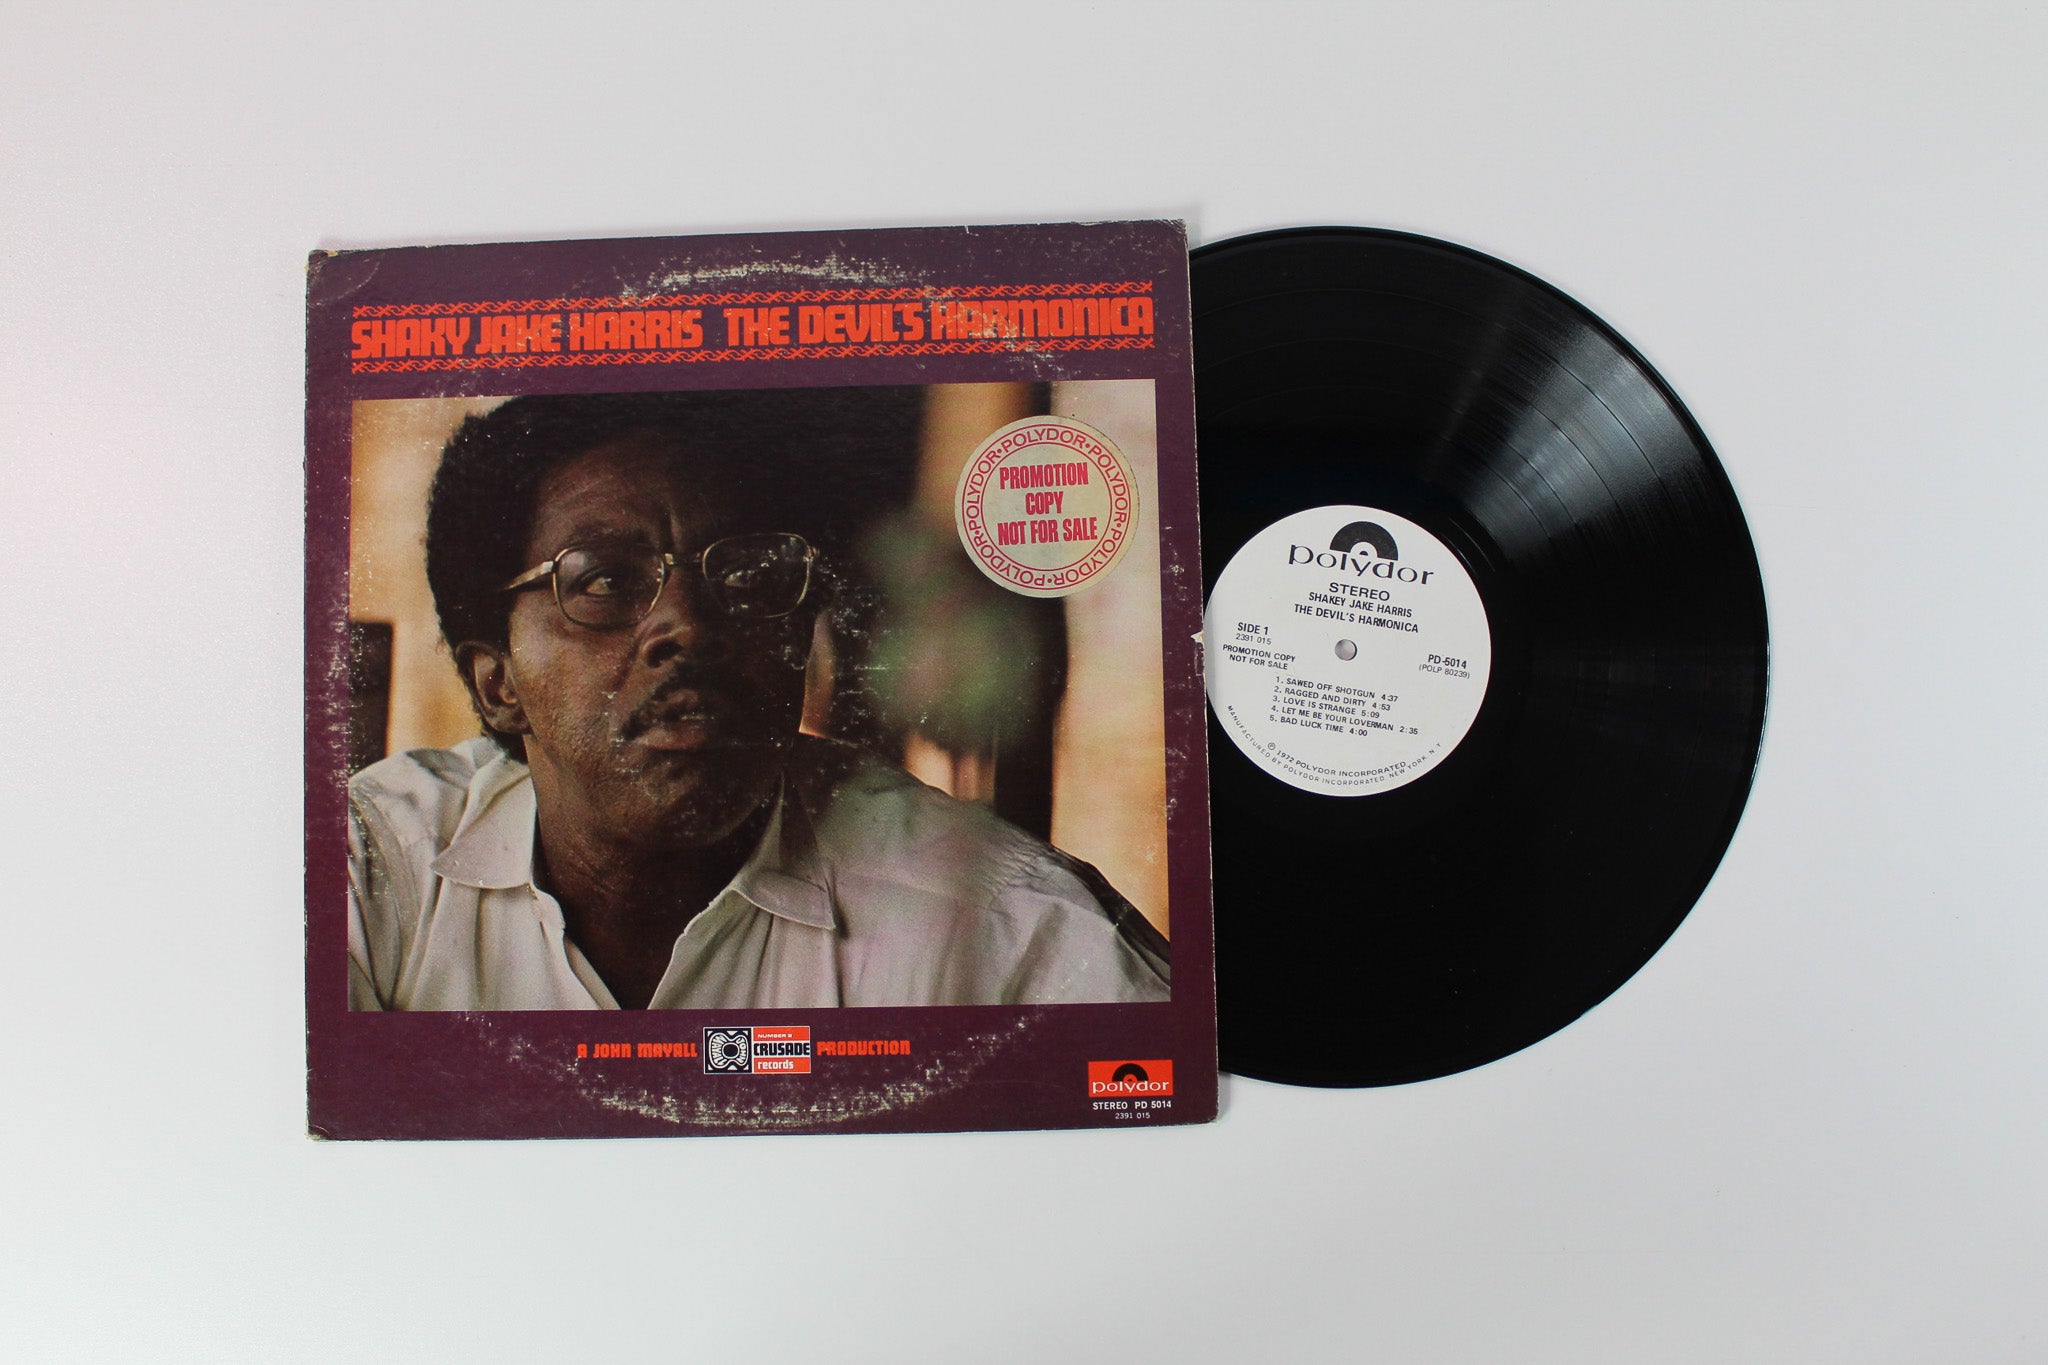 SHAKY JAKE HARRIS THE DEVIL'S HARMONICA
POLYDOR•POLYDOR•POLYDOR•POLYDOR•POLYDOR•
PROMOTION
COPY
NOT FOR SALE
A JOHN MAYALL
NUMBER 2
CRUSADE
records
PRODUCTION
polydor
STEREO PD 5014
2391 015
polydor
STEREO
SHAKEY JAKE HARRIS
THE DEVIL'S HARMONICA
SIDE 1
2391 015
PROMOTION COPY
NOT FOR SALE
PD-5014
(POLP 80239)
1. SAWED OFF SHOTGUN 4:37
2. RAGGED AND DIRTY 4:53
3. LOVE IS STRANGE 5:09
4. LET ME BE YOUR LOVERMAN 2:35
5. BAD LUCK TIME 4:00
℗ 1972 POLYDOR INCORPORATED
MANUFACTURED BY POLYDOR INCORPORATED, NEW YORK, N.Y.